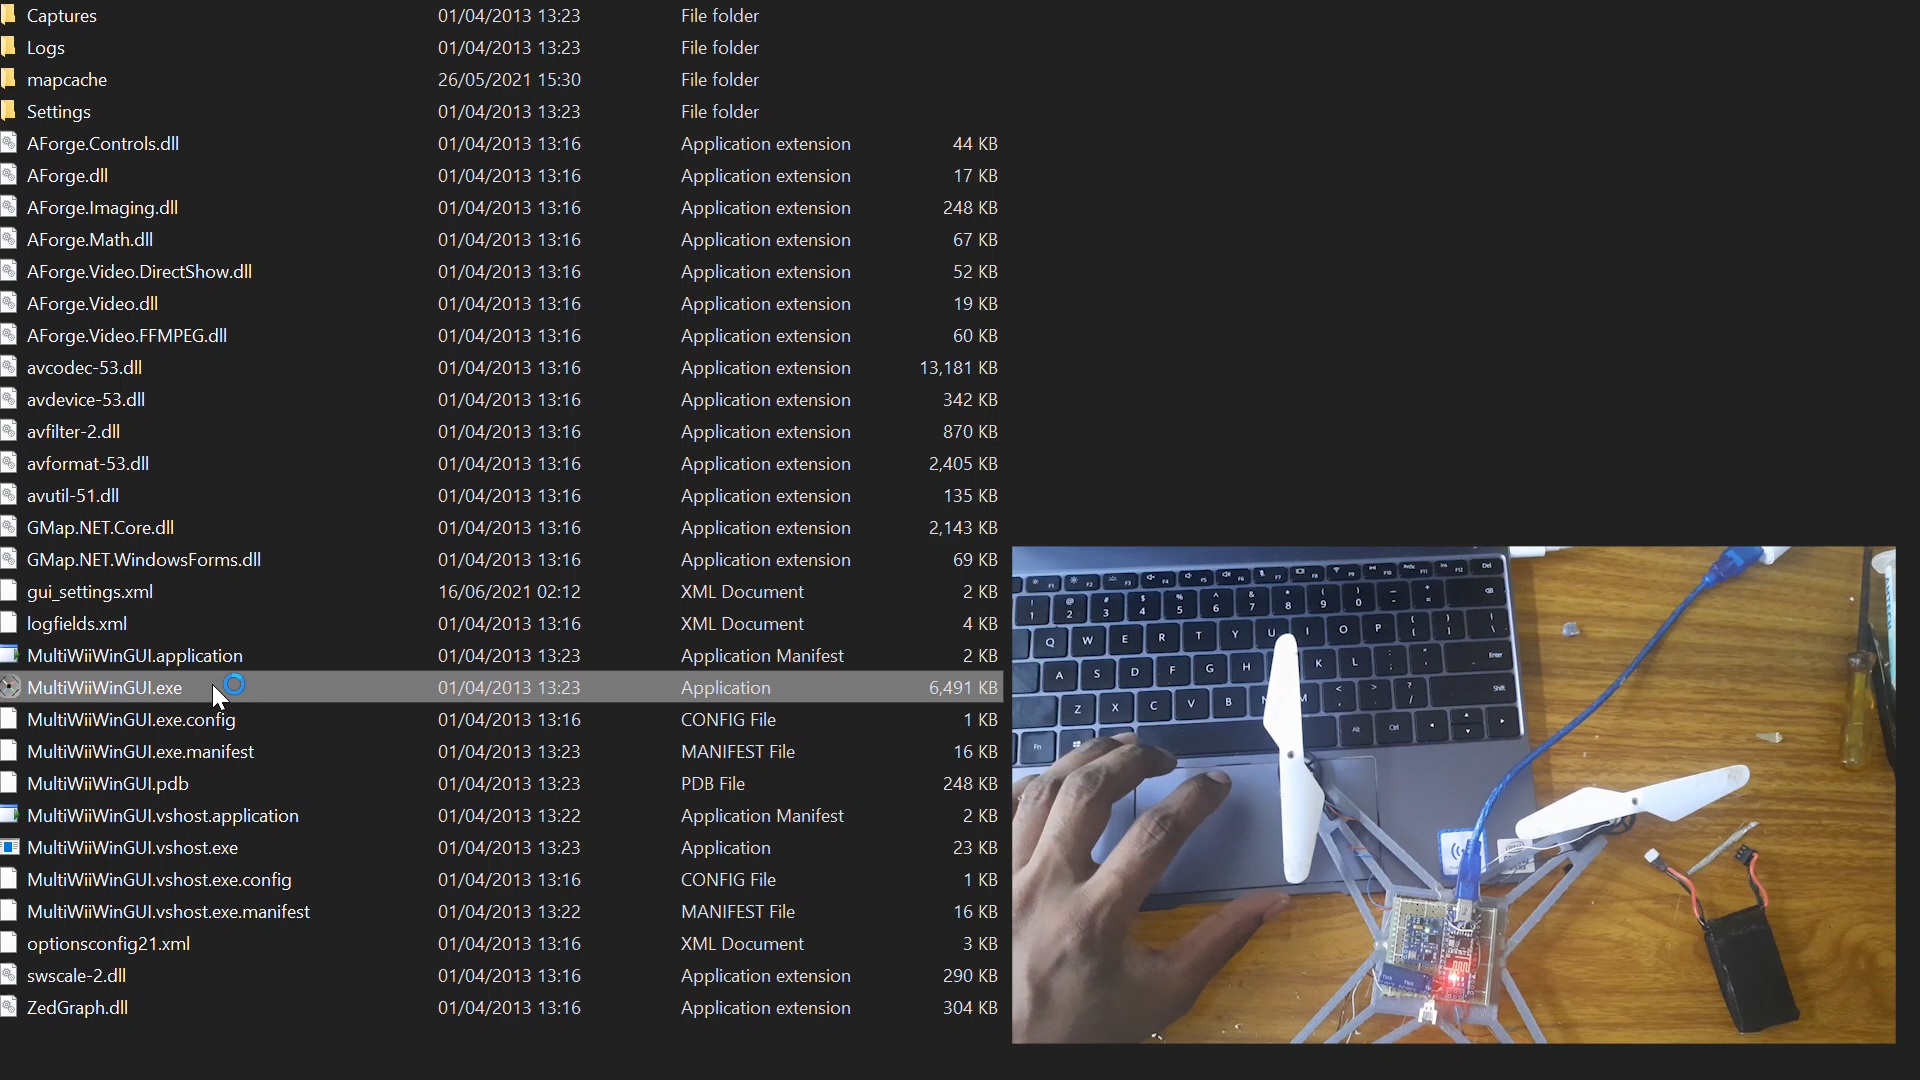 Captures 01/04/2013 13:23 File folder
Logs 01/04/2013 13:23 File folder
mapcache 26/05/2021 15:30 File folder
Settings 01/04/2013 13:23 File folder
AForge.Controls.dll 01/04/2013 13:16 Application extension 44 KB
AForge.dll 01/04/2013 13:16 Application extension 17 KB
AForge.Imaging.dll 01/04/2013 13:16 Application extension 248 KB
AForge.Math.dll 01/04/2013 13:16 Application extension 67 KB
AForge.Video.DirectShow.dll 01/04/2013 13:16 Application extension 52 KB
AForge.Video.dll 01/04/2013 13:16 Application extension 19 KB
AForge.Video.FFMPEG.dll 01/04/2013 13:16 Application extension 60 KB
avcodec-53.dll 01/04/2013 13:16 Application extension 13,181 KB
avdevice-53.dll 01/04/2013 13:16 Application extension 342 KB
avfilter-2.dll 01/04/2013 13:16 Application extension 870 KB
avformat-53.dll 01/04/2013 13:16 Application extension 2,405 KB
avutil-51.dll 01/04/2013 13:16 Application extension 135 KB
GMap.NET.Core.dll 01/04/2013 13:16 Application extension 2,143 KB
GMap.NET.WindowsForms.dll 01/04/2013 13:16 Application extension 69 KB
gui_settings.xml 16/06/2021 02:12 XML Document 2 KB
logfields.xml 01/04/2013 13:16 XML Document 4 KB
MultiWiiWinGUI.application 01/04/2013 13:23 Application Manifest 2 KB
MultiWiiWinGUI.exe 01/04/2013 13:23 Application 6,491 KB
MultiWiiWinGUI.exe.config 01/04/2013 13:16 CONFIG File 1 KB
MultiWiiWinGUI.exe.manifest 01/04/2013 13:23 MANIFEST File 16 KB
MultiWiiWinGUI.pdb 01/04/2013 13:23 PDB File 248 KB
MultiWiiWinGUI.vshost.application 01/04/2013 13:22 Application Manifest 2 KB
MultiWiiWinGUI.vshost.exe 01/04/2013 13:23 Application 23 KB
MultiWiiWinGUI.vshost.exe.config 01/04/2013 13:16 CONFIG File 1 KB
MultiWiiWinGUI.vshost.exe.manifest 01/04/2013 13:22 MANIFEST File 16 KB
optionsconfig21.xml 01/04/2013 13:16 XML Document 3 KB
swscale-2.dll 01/04/2013 13:16 Application extension 290 KB
ZedGraph.dll 01/04/2013 13:16 Application extension 304 KB
Q W E R T Y U I O P
A S D F G H K L Enter
Z X C V B M Shift
Fn Alt Ctrl